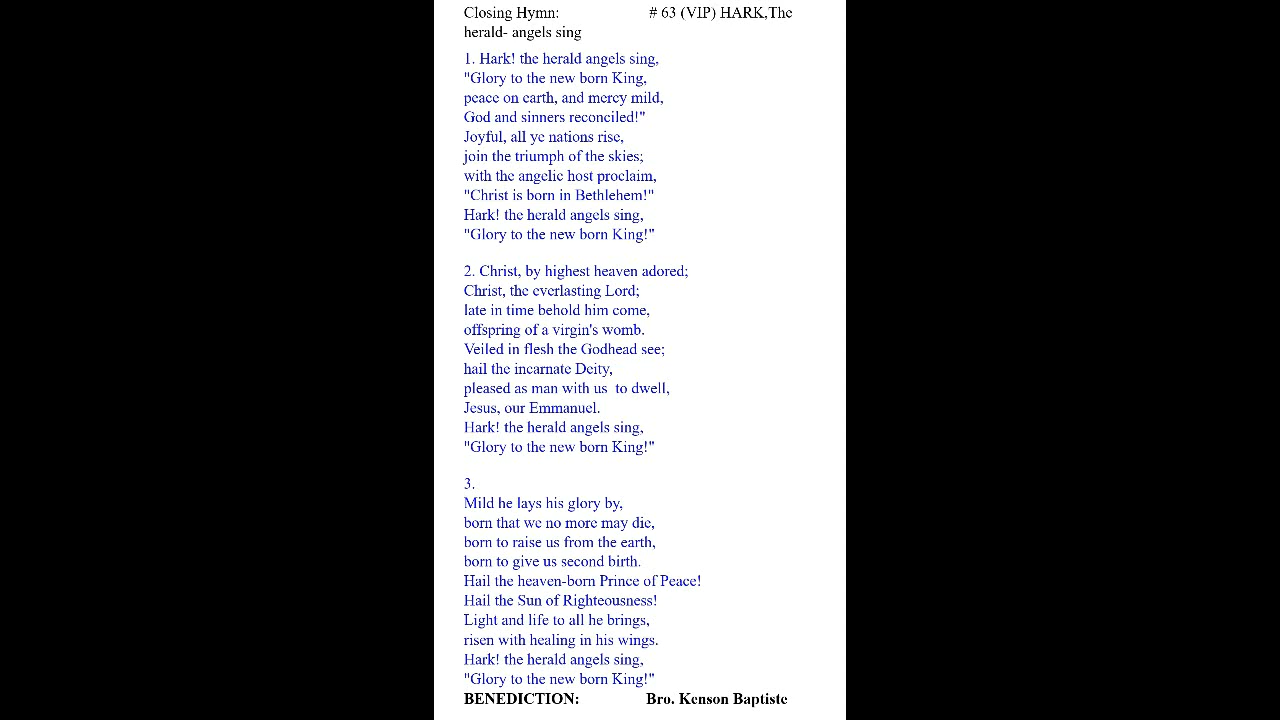 Closing Hymn: # 63 (VIP) HARK,The
herald- angels sing
1. Hark! the herald angels sing,
"Glory to the new born King,
peace on earth, and mercy mild,
God and sinners reconciled!"
Joyful, all ye nations rise,
join the triumph of the skies;
with the angelic host proclaim,
"Christ is born in Bethlehem!"
Hark! the herald angels sing,
"Glory to the new born King!"
2. Christ, by highest heaven adored;
Christ, the everlasting Lord;
late in time behold him come,
offspring of a virgin's womb.
Veiled in flesh the Godhead see;
hail the incarnate Deity,
pleased as man with us  to dwell,
Jesus, our Emmanuel.
Hark! the herald angels sing,
"Glory to the new born King!"
3.
Mild he lays his glory by,
born that we no more may die,
born to raise us from the earth,
born to give us second birth.
Hail the heaven-born Prince of Peace!
Hail the Sun of Righteousness!
Light and life to all he brings,
risen with healing in his wings.
Hark! the herald angels sing,
"Glory to the new born King!"
BENEDICTION: Bro. Kenson Baptiste